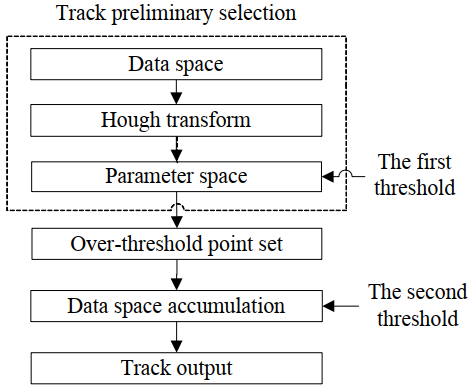 Track preliminary selection
Data space
Hough transform
Parameter space
The first
threshold
Over-threshold point set
Data space accumulation
The second
threshold
Track output